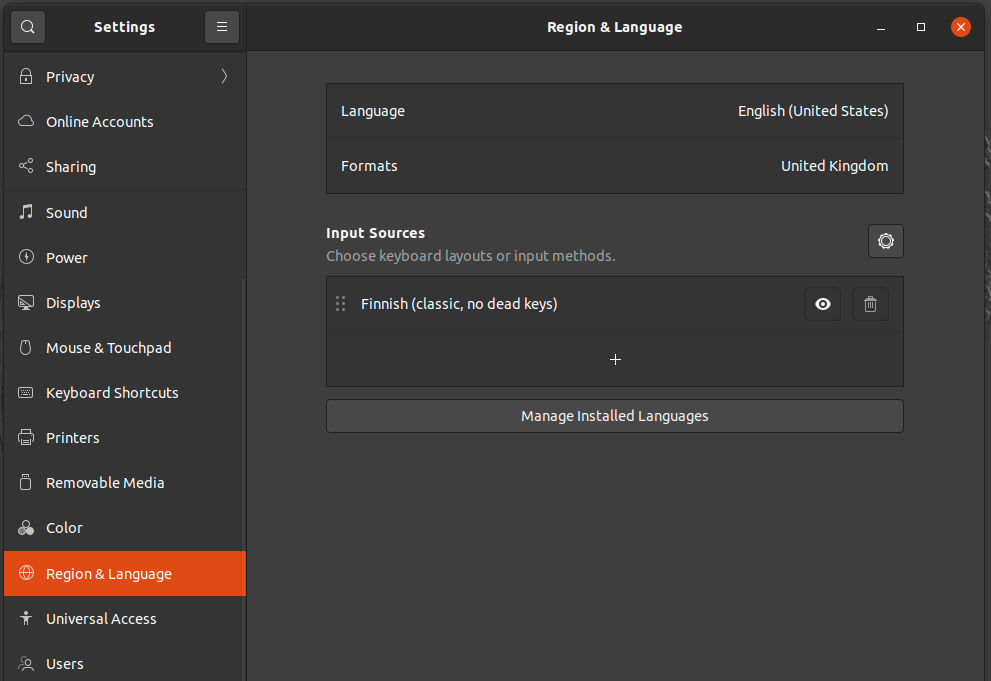 Settings
Region & Language
Privacy
Online Accounts
Sharing
Sound
Power
Displays
Mouse & Touchpad
Keyboard Shortcuts
Printers
Removable Media
Color
Region & Language
Universal Access
Users
Language English (United States)
Formats United Kingdom
Input Sources
Choose keyboard layouts or input methods.
Finnish (classic, no dead keys)
Manage Installed Languages